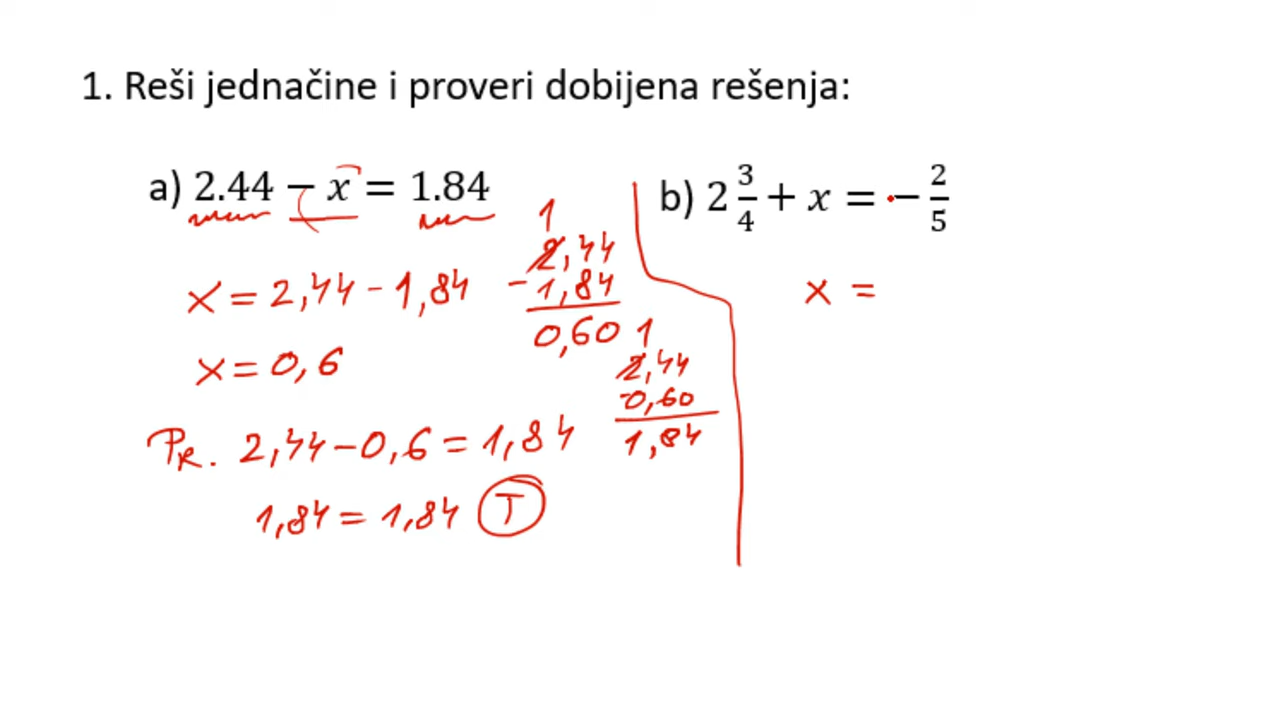 1. Reši jednačine i proveri dobijena rešenja:
a) 2.44 − x = 1.84
x = 2,44 - 1,84
1
2,44
- 1,84
0,60
x = 0,6
1
2,44
-0,60
1,84
Pr. 2,44 - 0,6 = 1,84
1,84 = 1,84 T
b) 2 3/4 + x = − 2/5
x =